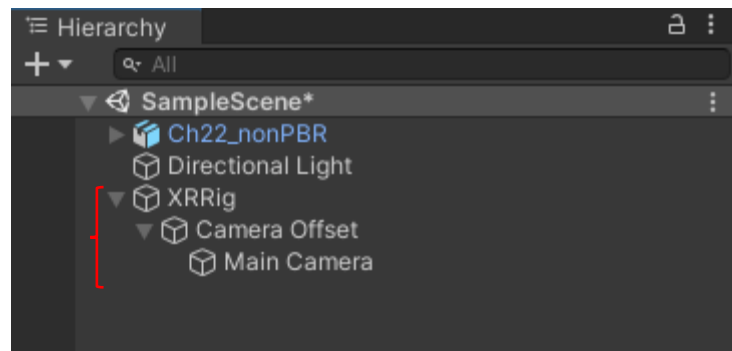 Hierarchy
All
SampleScene*
Ch22_nonPBR
Directional Light
XRRig
Camera Offset
Main Camera